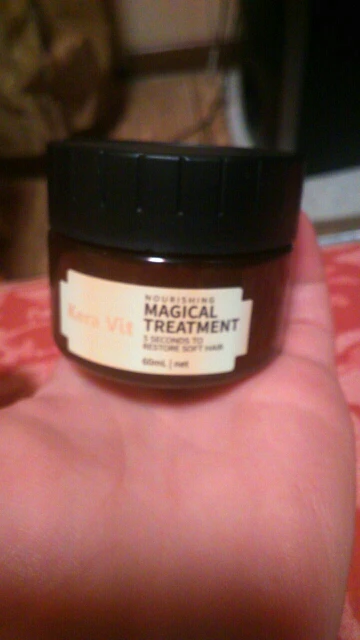 Kera Vit
NOURISHING
MAGICAL
TREATMENT
5 SECONDS TO
RESTORE SOFT HAIR
60mL | net